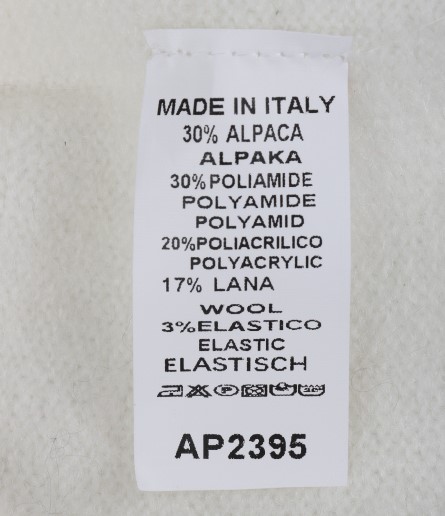 MADE IN ITALY
30% ALPACA
ALPAKA
30% POLIAMIDE
POLYAMIDE
POLYAMID
20%POLIACRILICO
POLYACRYLIC
17% LANA
WOOL
3%ELASTICO
ELASTIC
ELASTISCH
AP2395